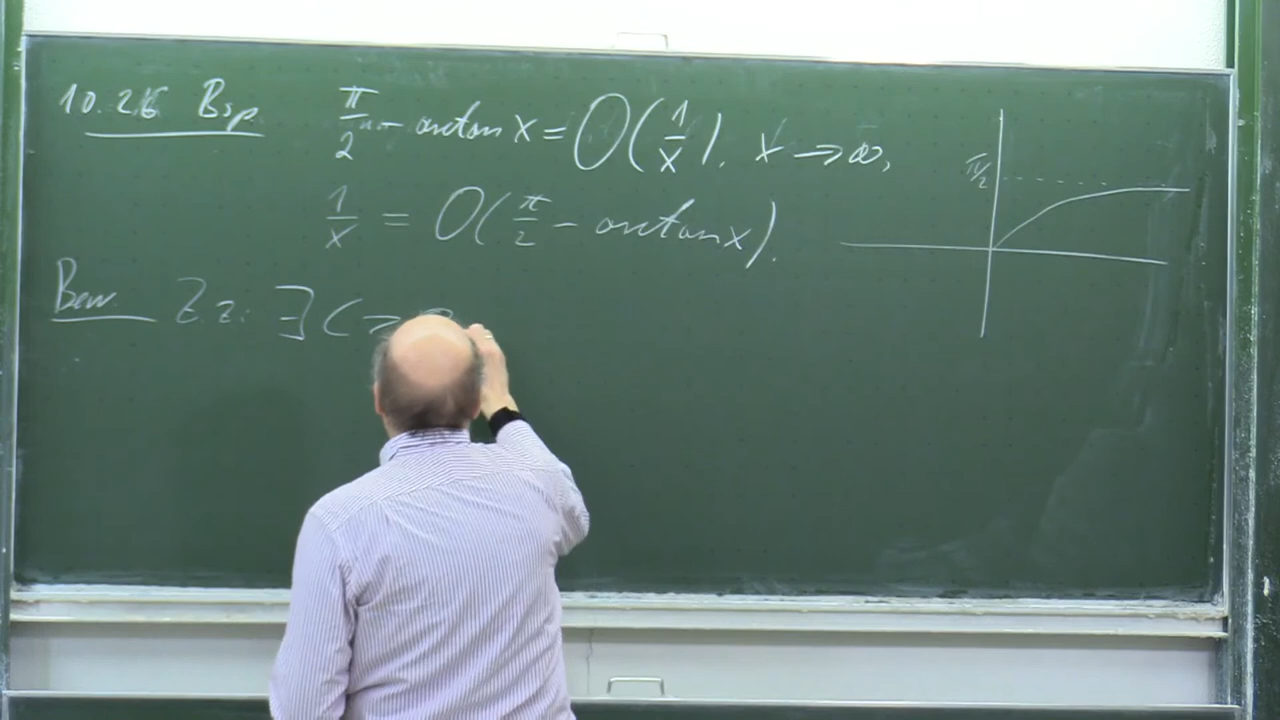 10.26 Bsp. π/2 - arctan x = O(1/x), x → ∞,
1/x = O(π/2 - arctan x).
Bew. Z.z.: ∃ C >
π/2